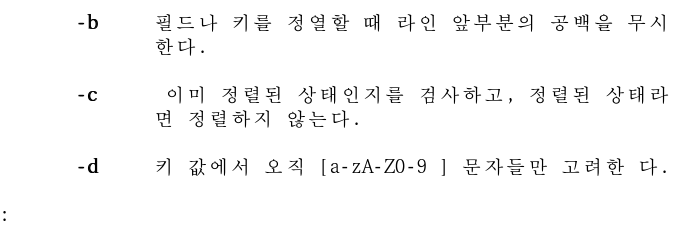 -b 필드나 키를 정열할 때 라인 앞부분의 공백을 무시
한다.
-c 이미 정렬된 상태인지를 검사하고, 정렬된 상태라
면 정렬하지 않는다.
-d 키 값에서 오직 [a-zA-Z0-9 ] 문자들만 고려한 다.
: